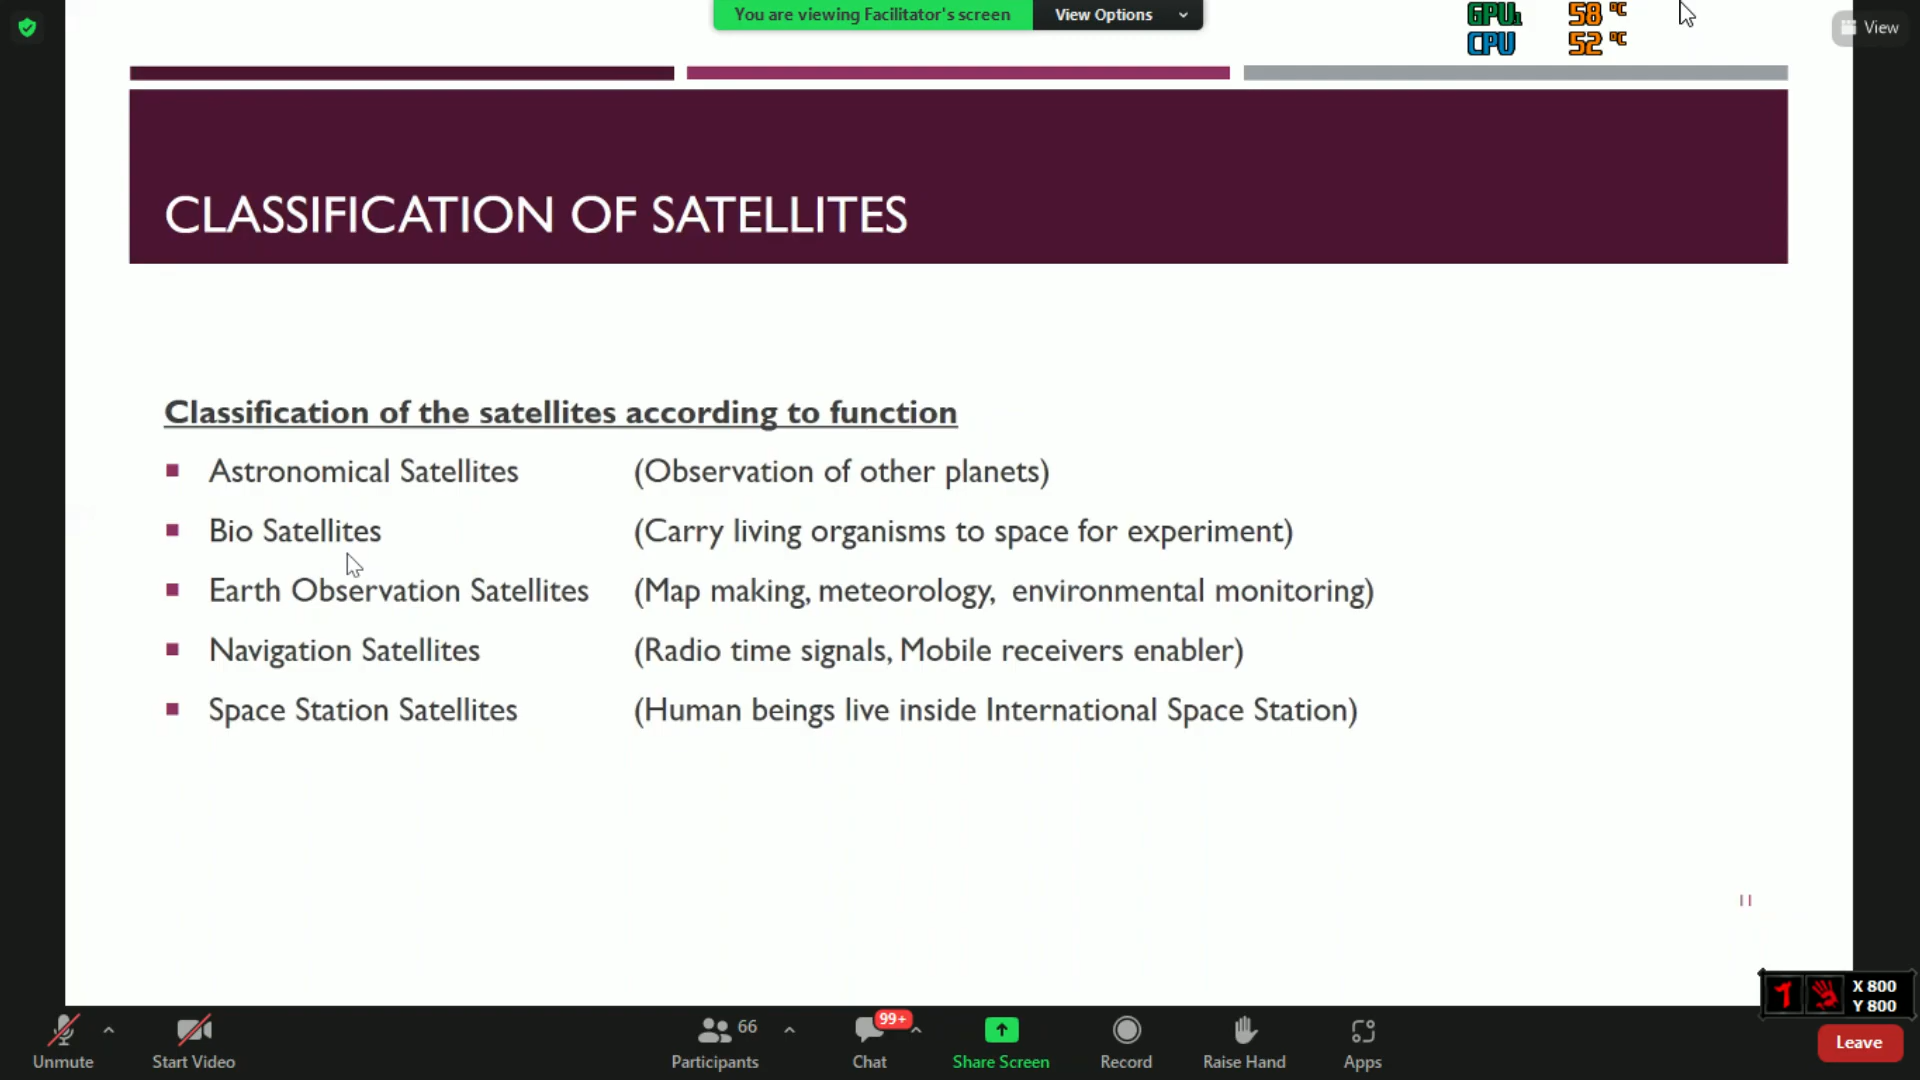 You are viewing Facilitator's screen View Options
GPU1 58 °C
CPU 52 °C
View
CLASSIFICATION OF SATELLITES
Classification of the satellites according to function
Astronomical Satellites (Observation of other planets)
Bio Satellites (Carry living organisms to space for experiment)
Earth Observation Satellites (Map making, meteorology, environmental monitoring)
Navigation Satellites (Radio time signals, Mobile receivers enabler)
Space Station Satellites (Human beings live inside International Space Station)
11
X 800
Y 800
66 99+
Unmute Start Video Participants Chat Share Screen Record Raise Hand Apps Leave